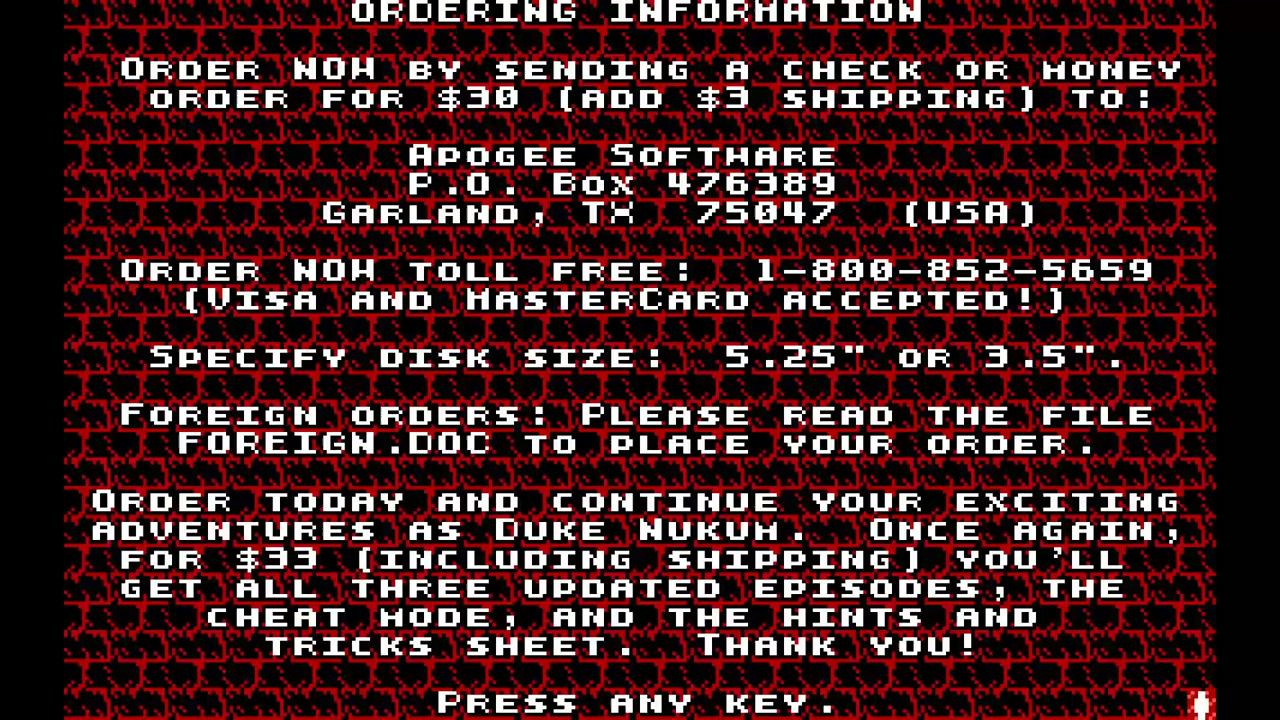 ORDERING INFORMATION
ORDER NOW BY SENDING A CHECK OR MONEY
ORDER FOR $30 (ADD $3 SHIPPING) TO:
APOGEE SOFTWARE
P.O. BOX 476389
GARLAND, TX 75047 (USA)
ORDER NOW TOLL FREE: 1-800-852-5659
(VISA AND MASTERCARD ACCEPTED!)
SPECIFY DISK SIZE: 5.25" OR 3.5".
FOREIGN ORDERS: PLEASE READ THE FILE
FOREIGN.DOC TO PLACE YOUR ORDER.
ORDER TODAY AND CONTINUE YOUR EXCITING
ADVENTURES AS DUKE NUKUM. ONCE AGAIN,
FOR $33 (INCLUDING SHIPPING) YOU'LL
GET ALL THREE UPDATED EPISODES, THE
CHEAT MODE, AND THE HINTS AND
TRICKS SHEET. THANK YOU!
PRESS ANY KEY.